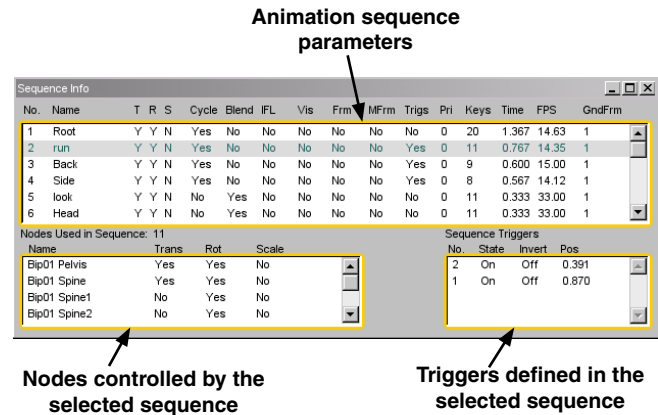 Animation sequence
parameters
Sequence Info
No. Name T R S Cycle Blend IFL Vis Frm MFrm Trigs Pri Keys Time FPS GndFrm
1 Root Y Y N Yes No No No No No No 0 20 1.367 14.63 1
2 run Y Y N Yes No No No No No Yes 0 11 0.767 14.35 1
3 Back Y Y N Yes No No No No No Yes 0 9 0.600 15.00 1
4 Side Y Y N Yes No No No No No Yes 0 8 0.567 14.12 1
5 look Y Y N No Yes No No No No No 0 11 0.333 33.00 1
6 Head Y Y N No Yes No No No No No 0 11 0.333 33.00 1
Nodes Used in Sequence: 11
Name Trans Rot Scale
Bip01 Pelvis Yes Yes No
Bip01 Spine Yes Yes No
Bip01 Spine1 No Yes No
Bip01 Spine2 No Yes No
Sequence Triggers
No. State Invert Pos
2 On Off 0.391
1 On Off 0.870
Nodes controlled by the
selected sequence
Triggers defined in the
selected sequence